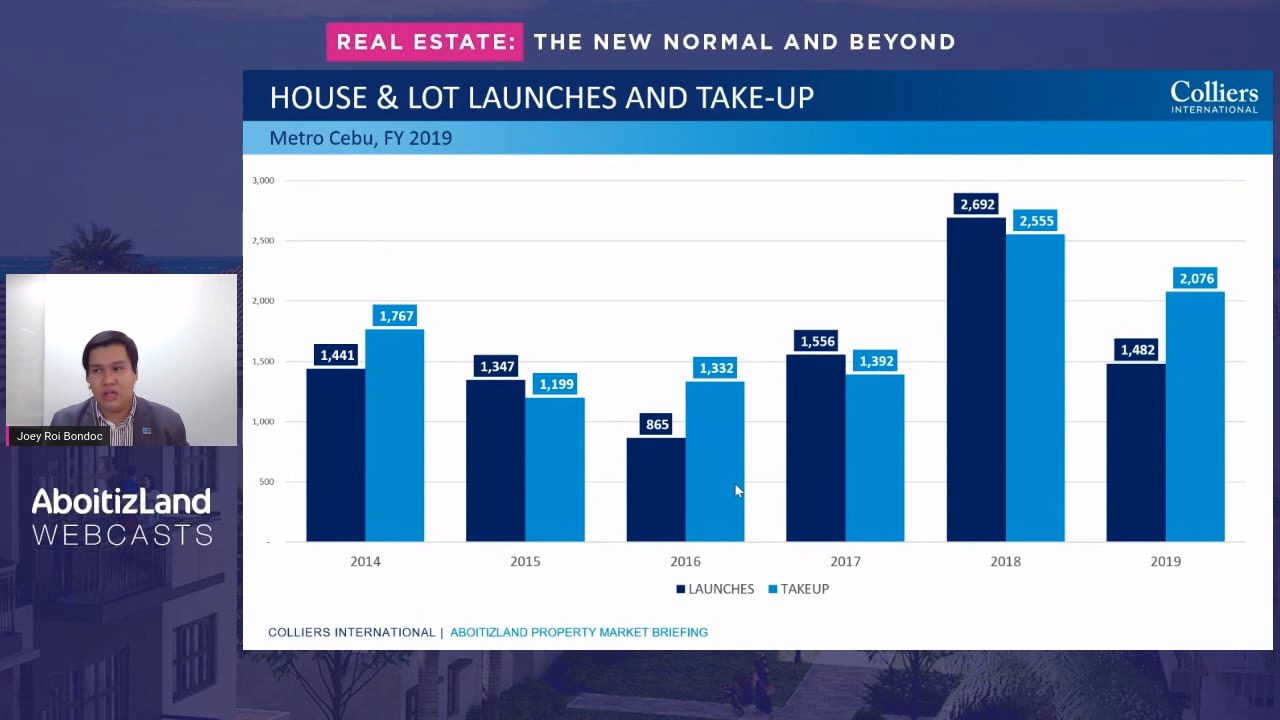 REAL ESTATE: THE NEW NORMAL AND BEYOND
HOUSE & LOT LAUNCHES AND TAKE-UP
Colliers
INTERNATIONAL
Metro Cebu, FY 2019
3,000
2,500
2,000
1,500
1,000
500
-
1,441
1,767
1,347
1,199
865
1,332
1,556
1,392
2,692
2,555
1,482
2,076
2014
2015
2016
2017
2018
2019
LAUNCHES TAKEUP
COLLIERS INTERNATIONAL | ABOITIZLAND PROPERTY MARKET BRIEFING
Joey Roi Bondoc
AboitizLand
WEBCASTS